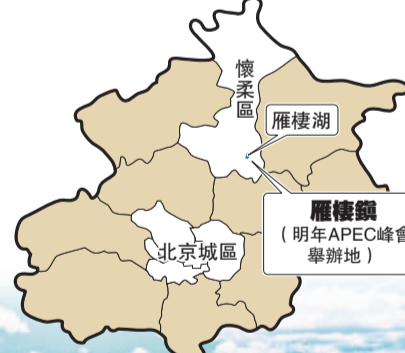 懷柔區
雁棲湖
雁棲鎮
（明年APEC峰會
舉辦地）
北京城區